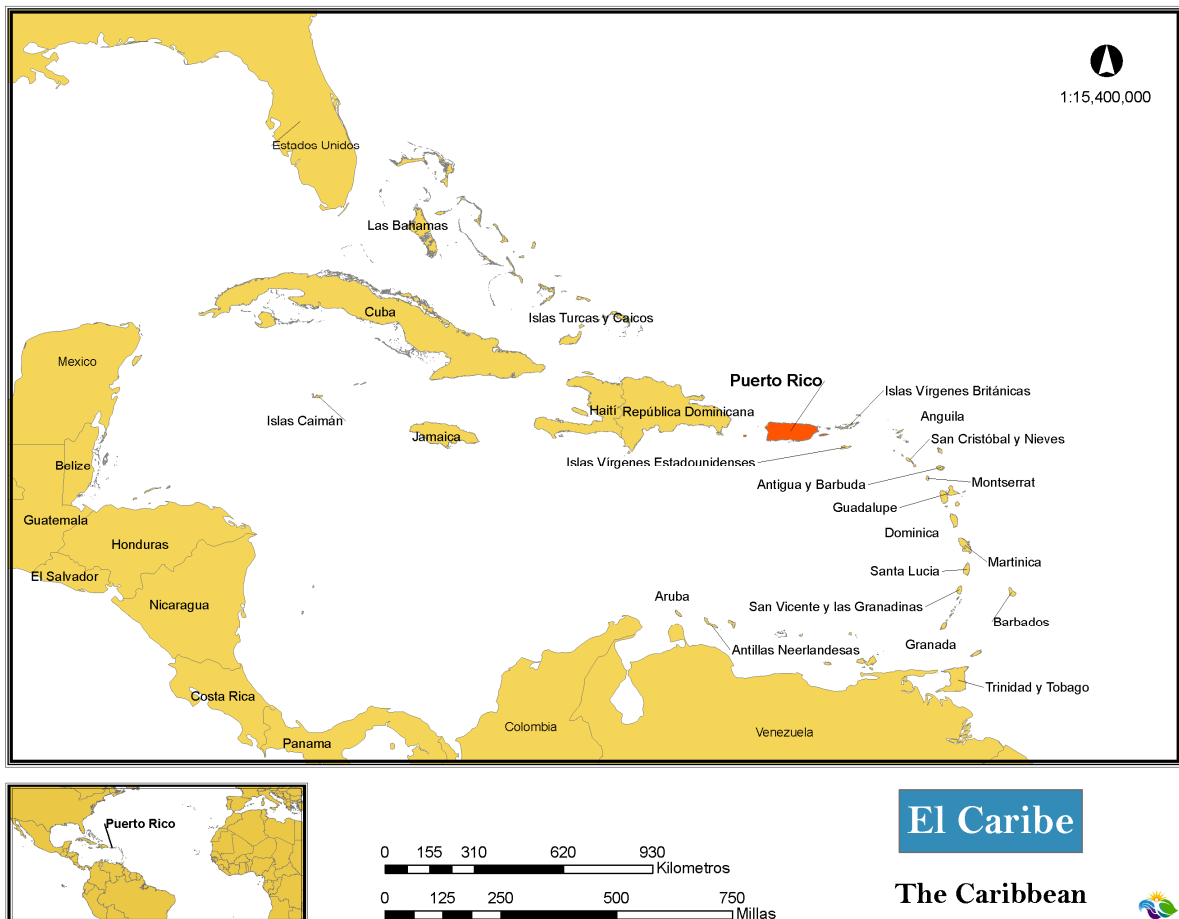 1:15,400,000
Estados Unidos
Las Bahamas
Cuba
Islas Turcas y Caicos
Mexico
Puerto Rico
Islas Vírgenes Británicas
Haití
República Dominicana
Anguila
Islas Caimán
Jamaica
San Cristóbal y Nieves
Islas Vírgenes Estadounidenses
Belize
Antigua y Barbuda
Montserrat
Guadalupe
Guatemala
Dominica
Honduras
Martinica
Santa Lucia
El Salvador
Aruba
Nicaragua
San Vicente y las Granadinas
Barbados
Granada
Antillas Neerlandesas
Trinidad y Tobago
Costa Rica
Colombia
Venezuela
Panama
Puerto Rico
El Caribe
0 155 310 620 930
Kilometros
The Caribbean
0 125 250 500 750
Millas